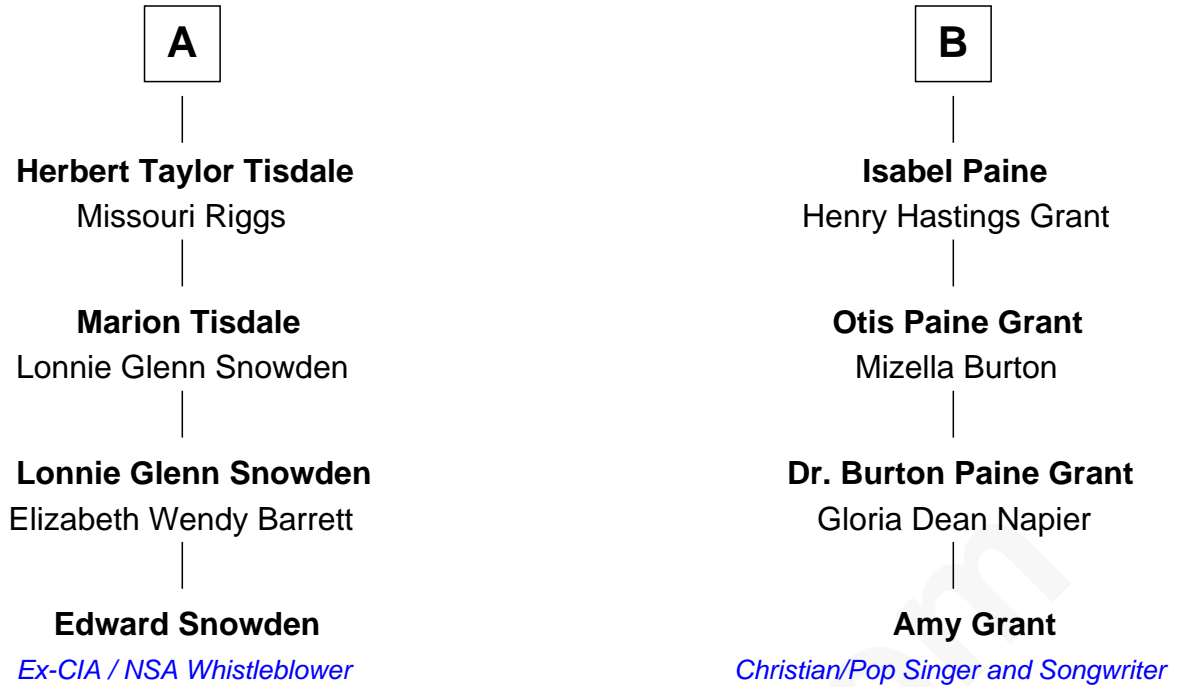 A
Herbert Taylor Tisdale
Missouri Riggs
Marion Tisdale
Lonnie Glenn Snowden
Lonnie Glenn Snowden
Elizabeth Wendy Barrett
Edward Snowden
Ex-CIA / NSA Whistleblower
B
Isabel Paine
Henry Hastings Grant
Otis Paine Grant
Mizella Burton
Dr. Burton Paine Grant
Gloria Dean Napier
Amy Grant
Christian/Pop Singer and Songwriter